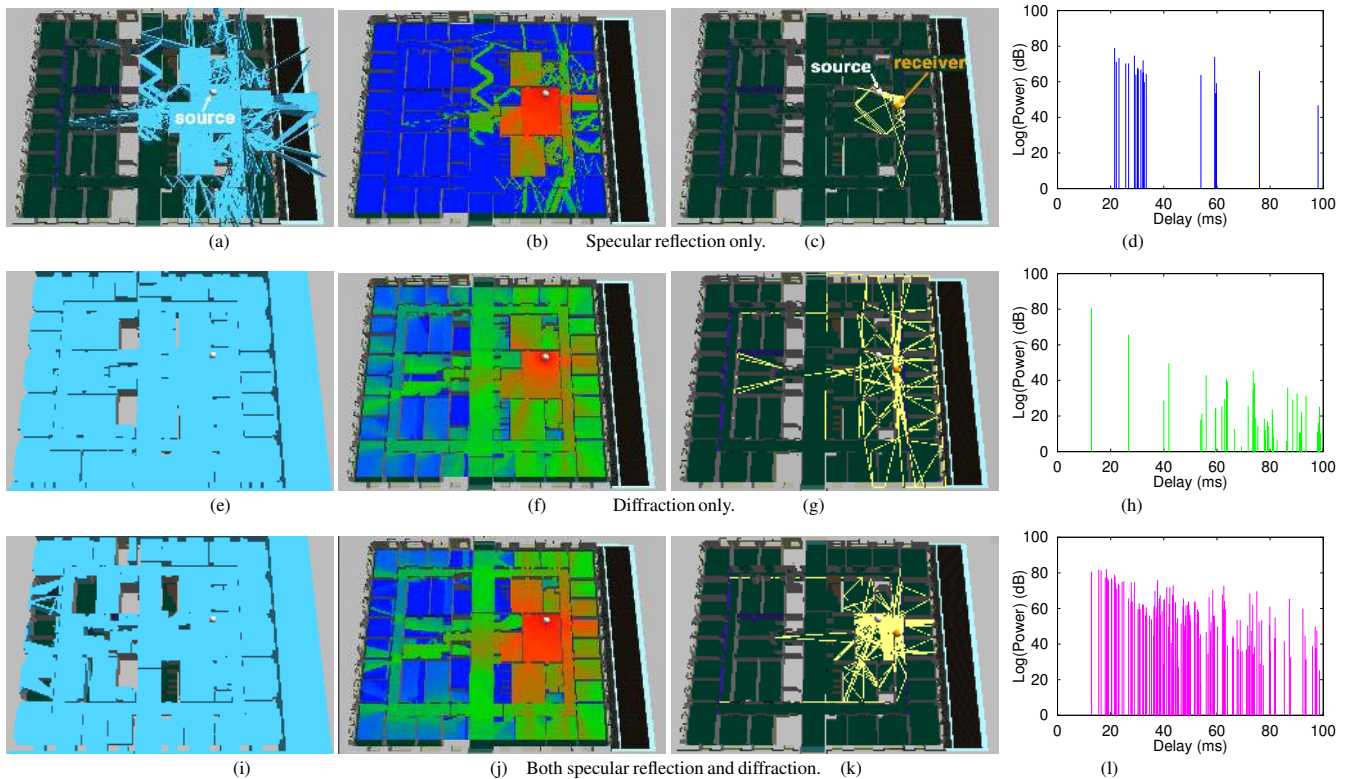 source
source
receiver
100
80
60
40
20
0
Log(Power) (dB)
0 20 40 60 80 100
Delay (ms)
(a) (b) Specular reflection only. (c) (d)
100
80
60
40
20
0
Log(Power) (dB)
0 20 40 60 80 100
Delay (ms)
(e) (f) Diffraction only. (g) (h)
100
80
60
40
20
0
Log(Power) (dB)
0 20 40 60 80 100
Delay (ms)
(i) (j) Both specular reflection and diffraction. (k) (l)